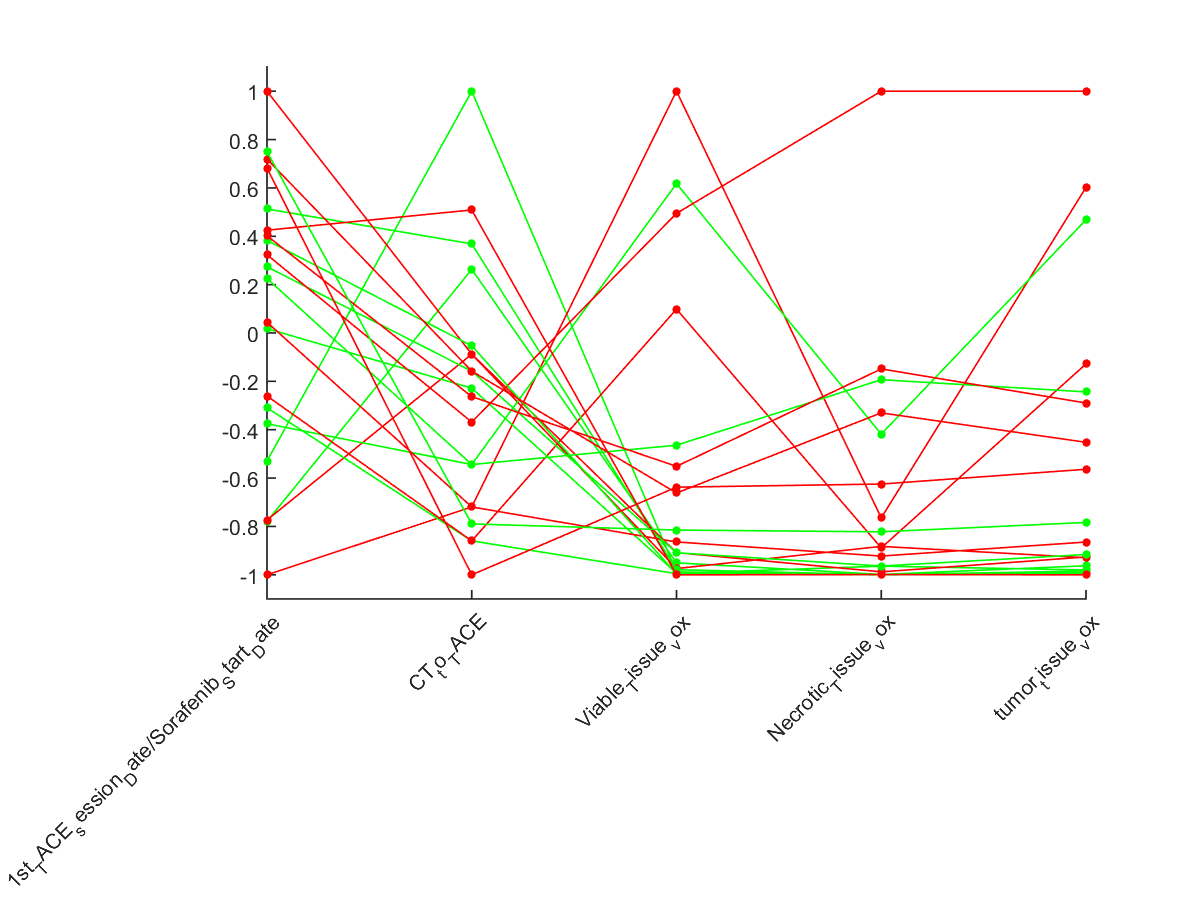 1
0.8
0.6
0.4
0.2
0
-0.2
-0.4
-0.6
-0.8
-1
1st_TACE_session_Date/Sorafenib_Start_Date
CT_to_TACE
Viable_Tissue_vox
Necrotic_Tissue_vox
tumor_tissue_vox